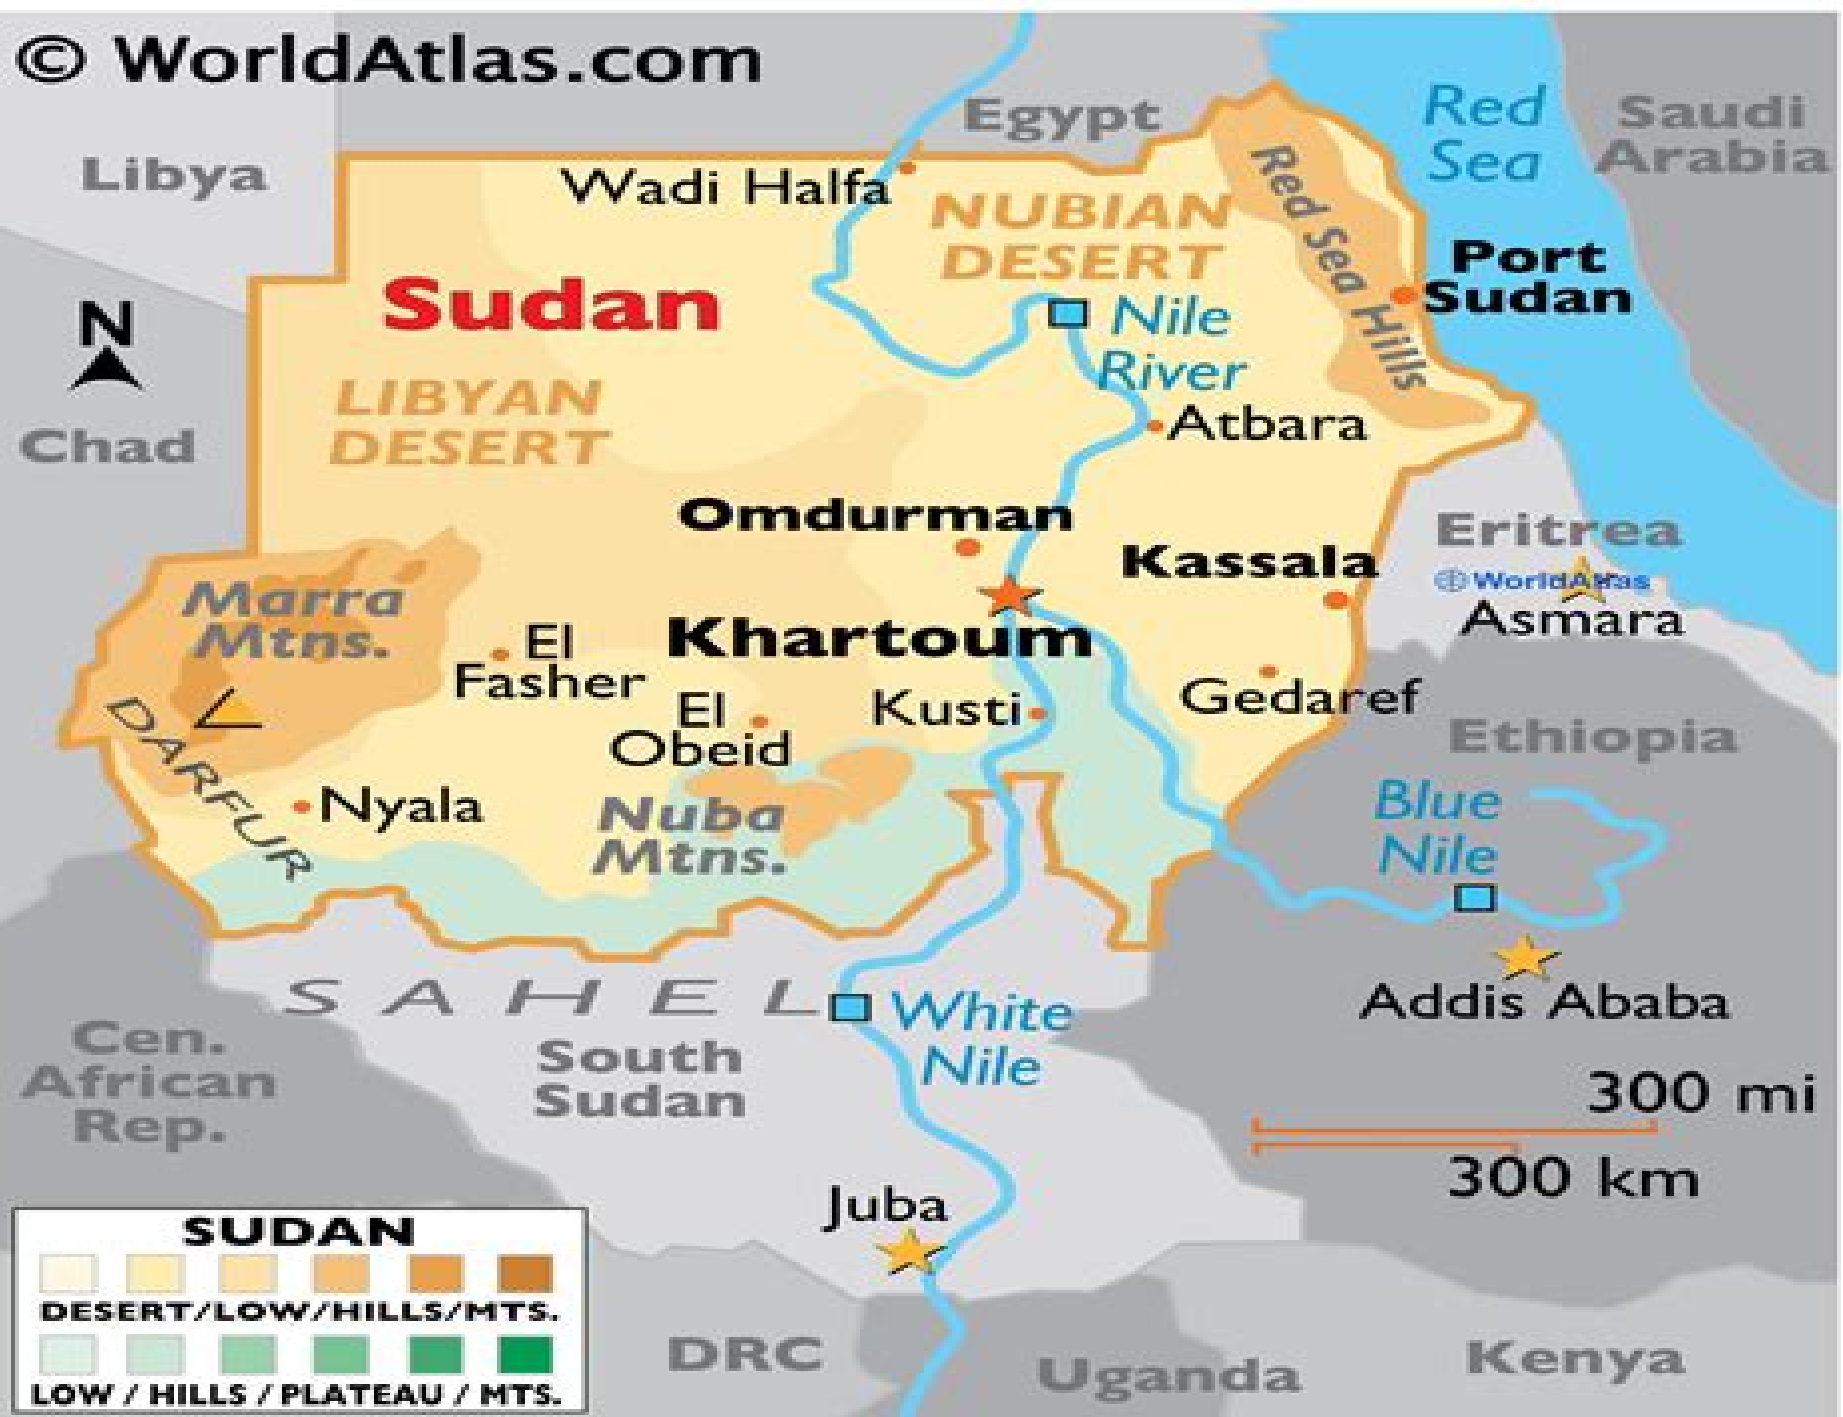 © WorldAtlas.com
Egypt
Red
Sea
Saudi
Arabia
Libya
Wadi Halfa
NUBIAN
DESERT
Red Sea Hills
Port
Sudan
Sudan
N
Nile
River
LIBYAN
DESERT
Chad
Atbara
Omdurman
Kassala
Eritrea
WorldAtlas
Asmara
Marra
Mtns.
Khartoum
El
Fasher
El
Obeid
Kusti
Gedaref
DARFUR
Ethiopia
Nyala
Nuba
Mtns.
Blue
Nile
SAHEL
White
Nile
Addis Ababa
Cen.
African
Rep.
South
Sudan
300 mi
300 km
Juba
SUDAN
DESERT/LOW/HILLS/MTS.
LOW / HILLS / PLATEAU / MTS.
DRC
Uganda
Kenya